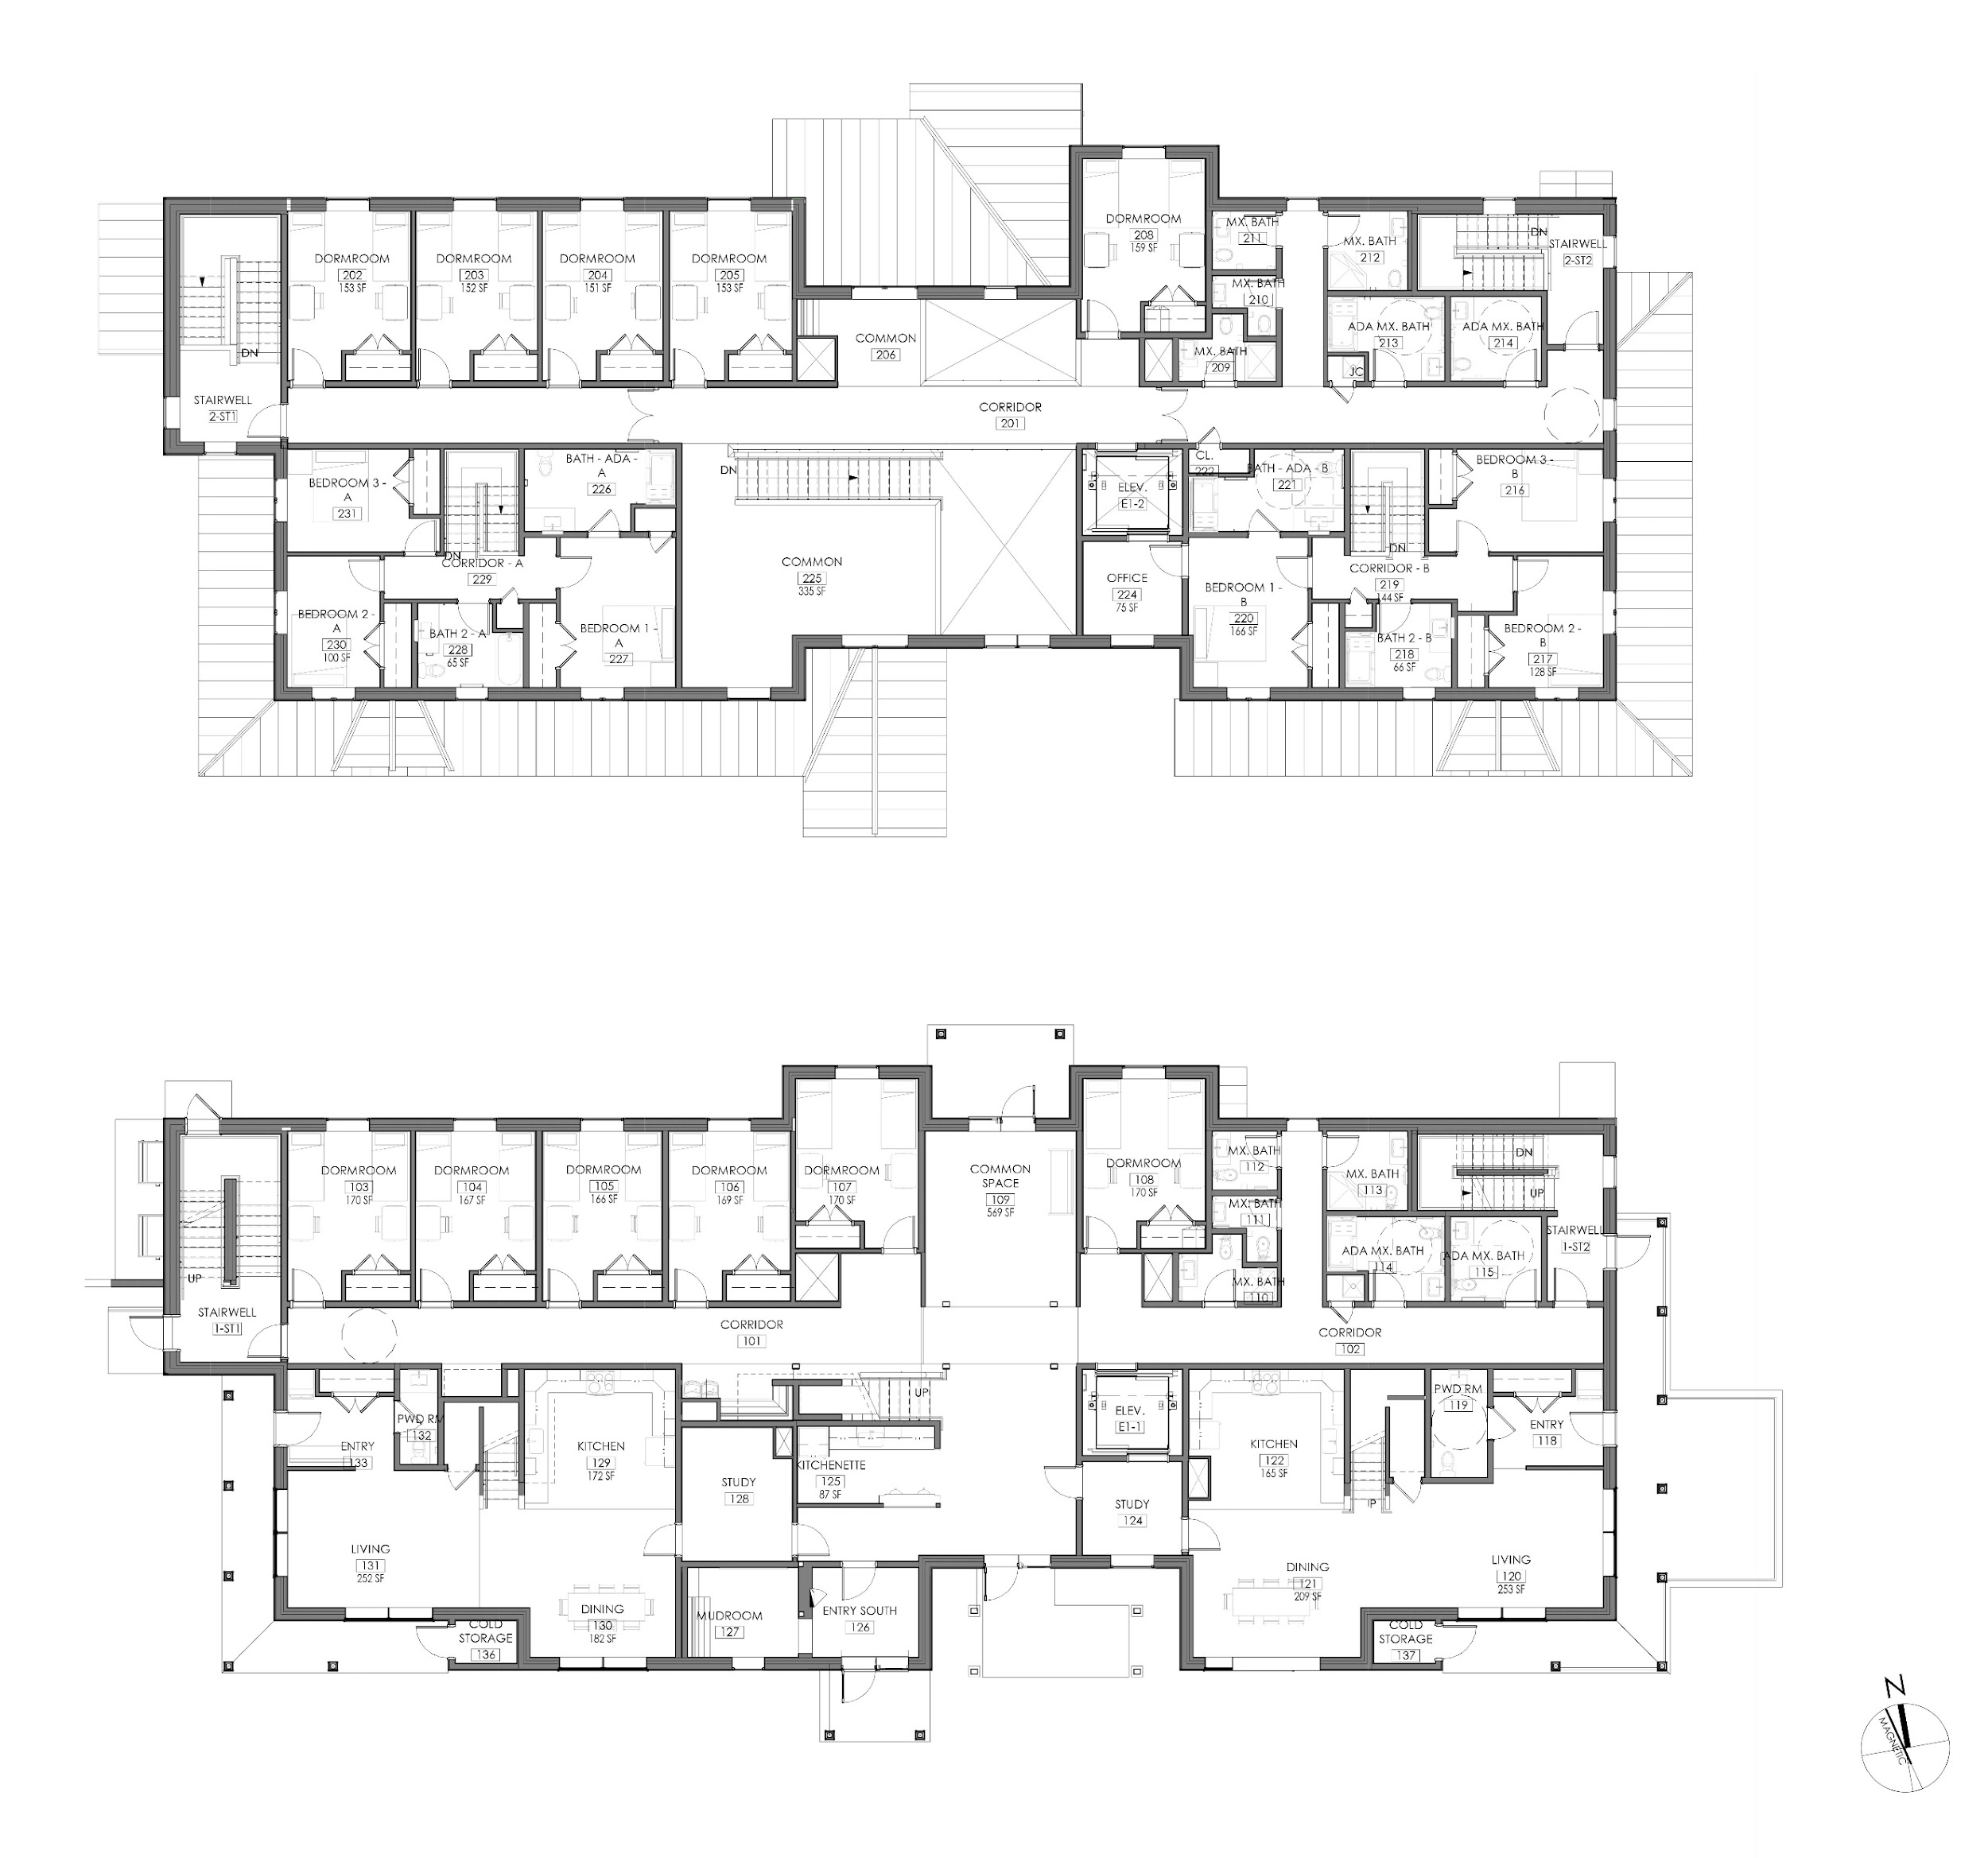 DORMROOM
202
153 SF
DORMROOM
203
152 SF
DORMROOM
204
151 SF
DORMROOM
205
153 SF
COMMON
206
DORMROOM
208
159 SF
MX. BATH
211
MX. BATH
210
MX. BATH
209
MX. BATH
212
ADA MX. BATH
213
ADA MX. BATH
214
JC
DN
STAIRWELL
2-ST2
DN
STAIRWELL
2-ST1
CORRIDOR
201
BEDROOM 3 -
A
231
DN
CORRIDOR - A
229
BATH - ADA -
A
226
BEDROOM 2 -
A
230
100 SF
BATH 2 - A
228
65 SF
BEDROOM 1 -
A
227
DN
COMMON
225
335 SF
ELEV.
E1-2
OFFICE
224
75 SF
CL.
222
BATH - ADA - B
221
BEDROOM 1 -
B
220
166 SF
DN
CORRIDOR - B
219
144 SF
BATH 2 - B
218
66 SF
BEDROOM 3 -
B
216
BEDROOM 2 -
B
217
128 SF
DORMROOM
103
170 SF
DORMROOM
104
167 SF
DORMROOM
105
166 SF
DORMROOM
106
169 SF
DORMROOM
107
170 SF
COMMON
SPACE
109
569 SF
DORMROOM
108
170 SF
MX. BATH
112
MX. BATH
111
MX. BATH
110
MX. BATH
113
ADA MX. BATH
114
ADA MX. BATH
115
DN
UP
STAIRWELL
1-ST2
UP
STAIRWELL
1-ST1
CORRIDOR
101
CORRIDOR
102
UP
PWD RM
132
ENTRY
133
KITCHEN
129
172 SF
STUDY
128
KITCHENETTE
125
87 SF
LIVING
131
252 SF
DINING
130
182 SF
COLD
STORAGE
136
MUDROOM
127
ENTRY SOUTH
126
ELEV.
E1-1
STUDY
124
KITCHEN
122
165 SF
PWD RM
119
ENTRY
118
DINING
121
209 SF
LIVING
120
253 SF
COLD
STORAGE
137
N
MAGNETIC